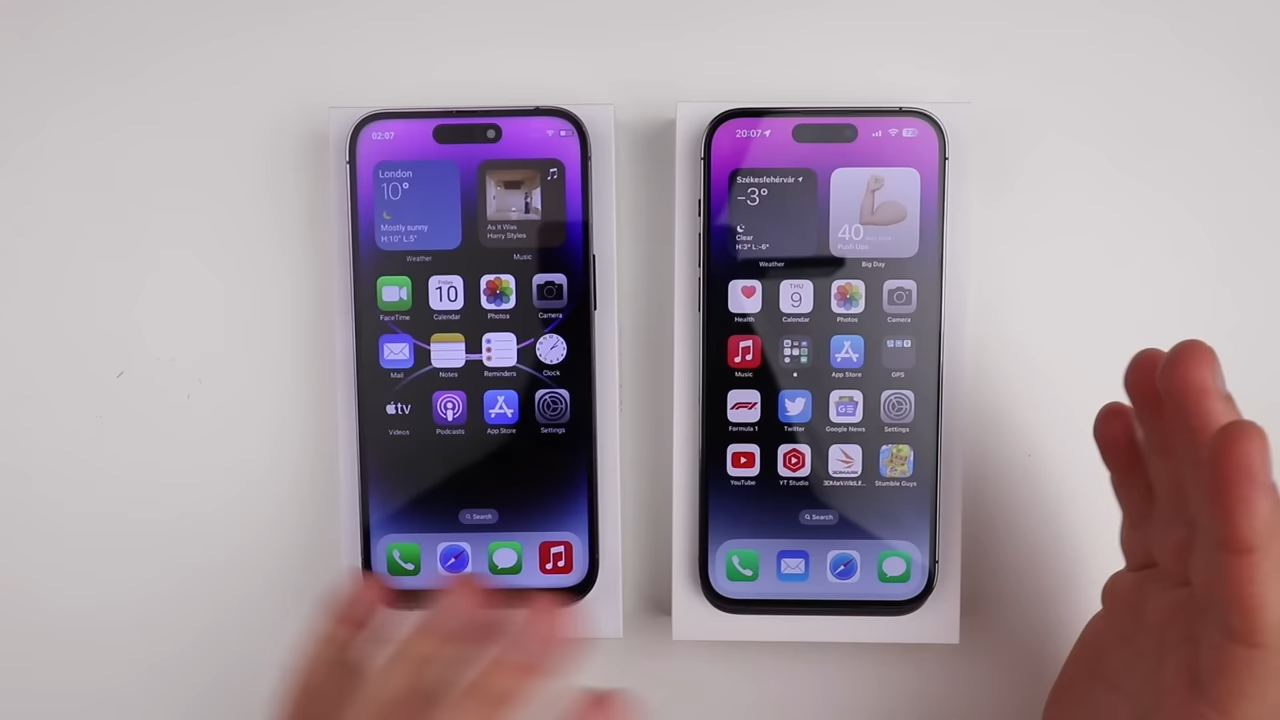 02:07
London
10°
Mostly sunny
H:10° L:5°
Weather
As It Was
Harry Styles
Music
FaceTime
Friday
10
Calendar
Photos
Camera
Mail
Notes
Reminders
Clock
tv
Videos
Podcasts
App Store
Settings
Search
20:07
72
Székesfehérvár
-3°
Clear
H:3° L:-6°
Weather
40
Push Ups
Big Day
Health
THU
9
Calendar
Photos
Camera
Music
App Store
GPS
Formula 1
Twitter
Google News
Settings
YouTube
YT Studio
3DMarkWildLif...
Stumble Guys
Search